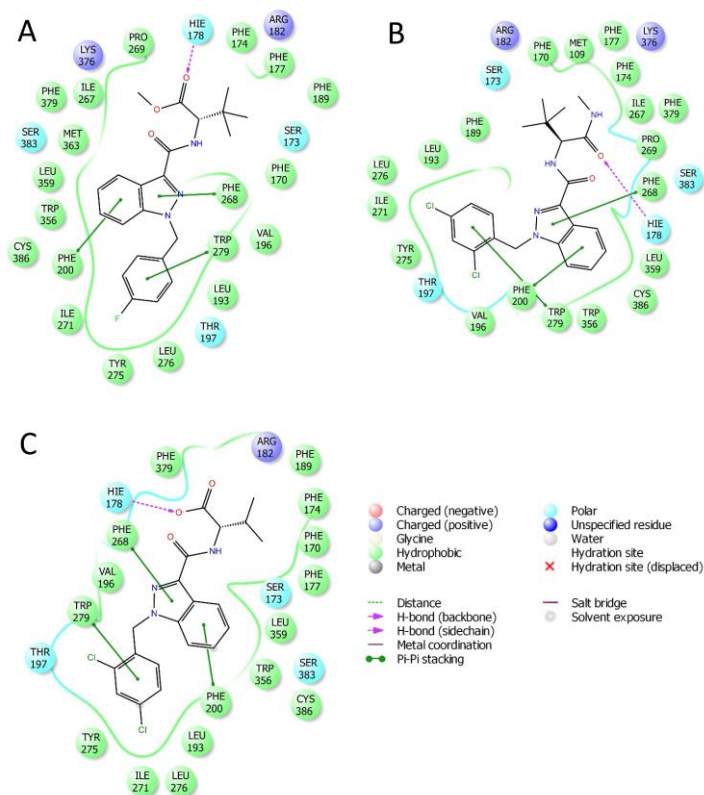 A
LYS
376
PRO
269
HIE
178
PHE
174
ARG
182
PHE
177
PHE
379
ILE
267
PHE
189
SER
383
MET
363
SER
173
LEU
359
PHE
170
TRP
356
PHE
268
CYS
386
PHE
200
TRP
279
VAL
196
ILE
271
LEU
193
TYR
275
LEU
276
THR
197
O
O
O
NH
N
N
F
B
ARG
182
PHE
170
MET
109
PHE
177
LYS
376
SER
173
PHE
174
PHE
189
ILE
267
PHE
379
LEU
276
LEU
193
PRO
269
ILE
271
PHE
268
SER
383
TYR
275
HIE
178
THR
197
LEU
359
VAL
196
PHE
200
TRP
279
TRP
356
CYS
386
NH
O
HN
O
N
N
Cl
Cl
C
PHE
379
ARG
182
PHE
189
HIE
178
PHE
174
PHE
268
PHE
170
VAL
196
PHE
177
SER
173
TRP
279
LEU
359
THR
197
TRP
356
SER
383
PHE
200
CYS
386
TYR
275
LEU
193
ILE
271
LEU
276
O
O
O
NH
N
N
Cl
Cl
Charged (negative)
Charged (positive)
Glycine
Hydrophobic
Metal
Polar
Unspecified residue
Water
Hydration site
Hydration site (displaced)
Distance
H-bond (backbone)
H-bond (sidechain)
Metal coordination
Pi-Pi stacking
Salt bridge
Solvent exposure